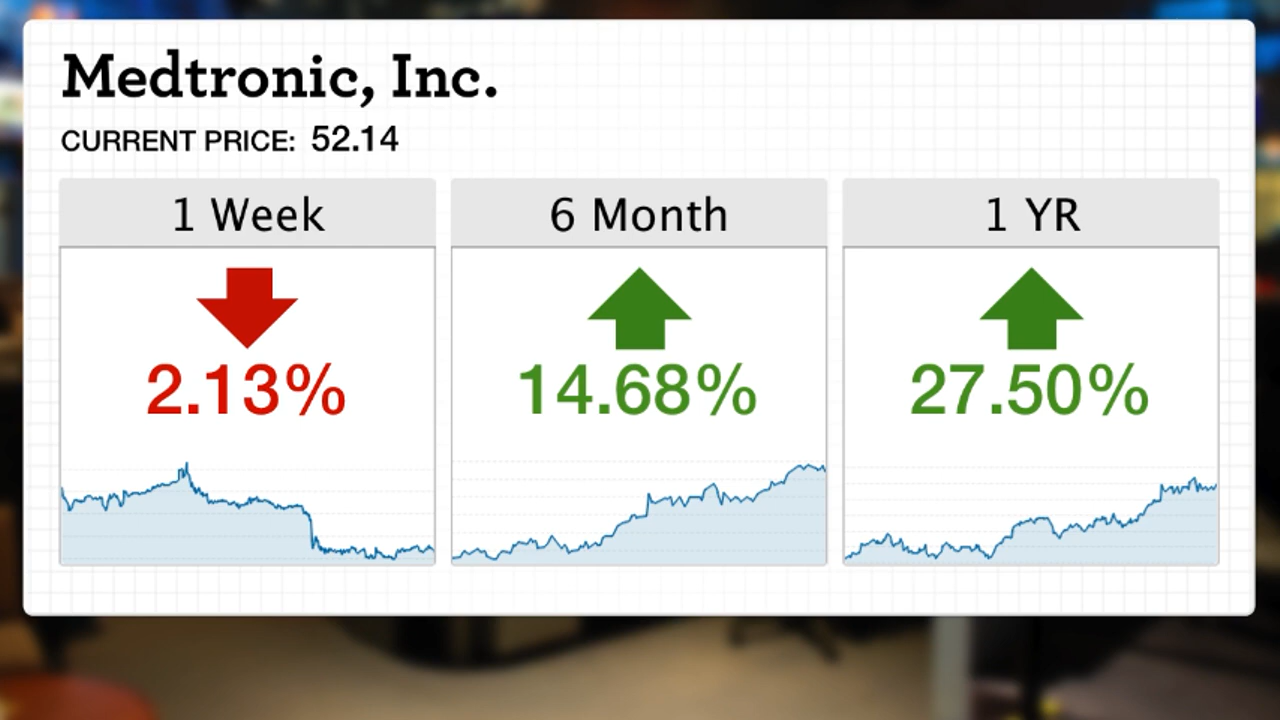 Medtronic, Inc.
CURRENT PRICE: 52.14
1 Week
6 Month
1 YR
2.13%
14.68%
27.50%